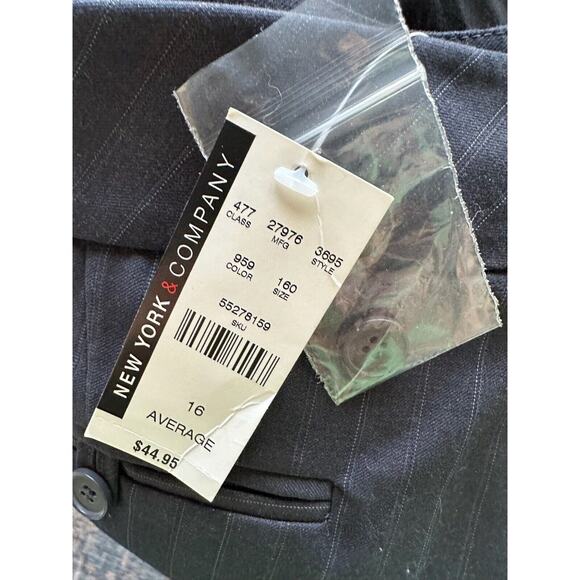 NEW YORK & COMPANY
477 27976 3695
CLASS MFG STYLE
959 160
COLOR SIZE
55278159
SKU
16
AVERAGE
$44.95